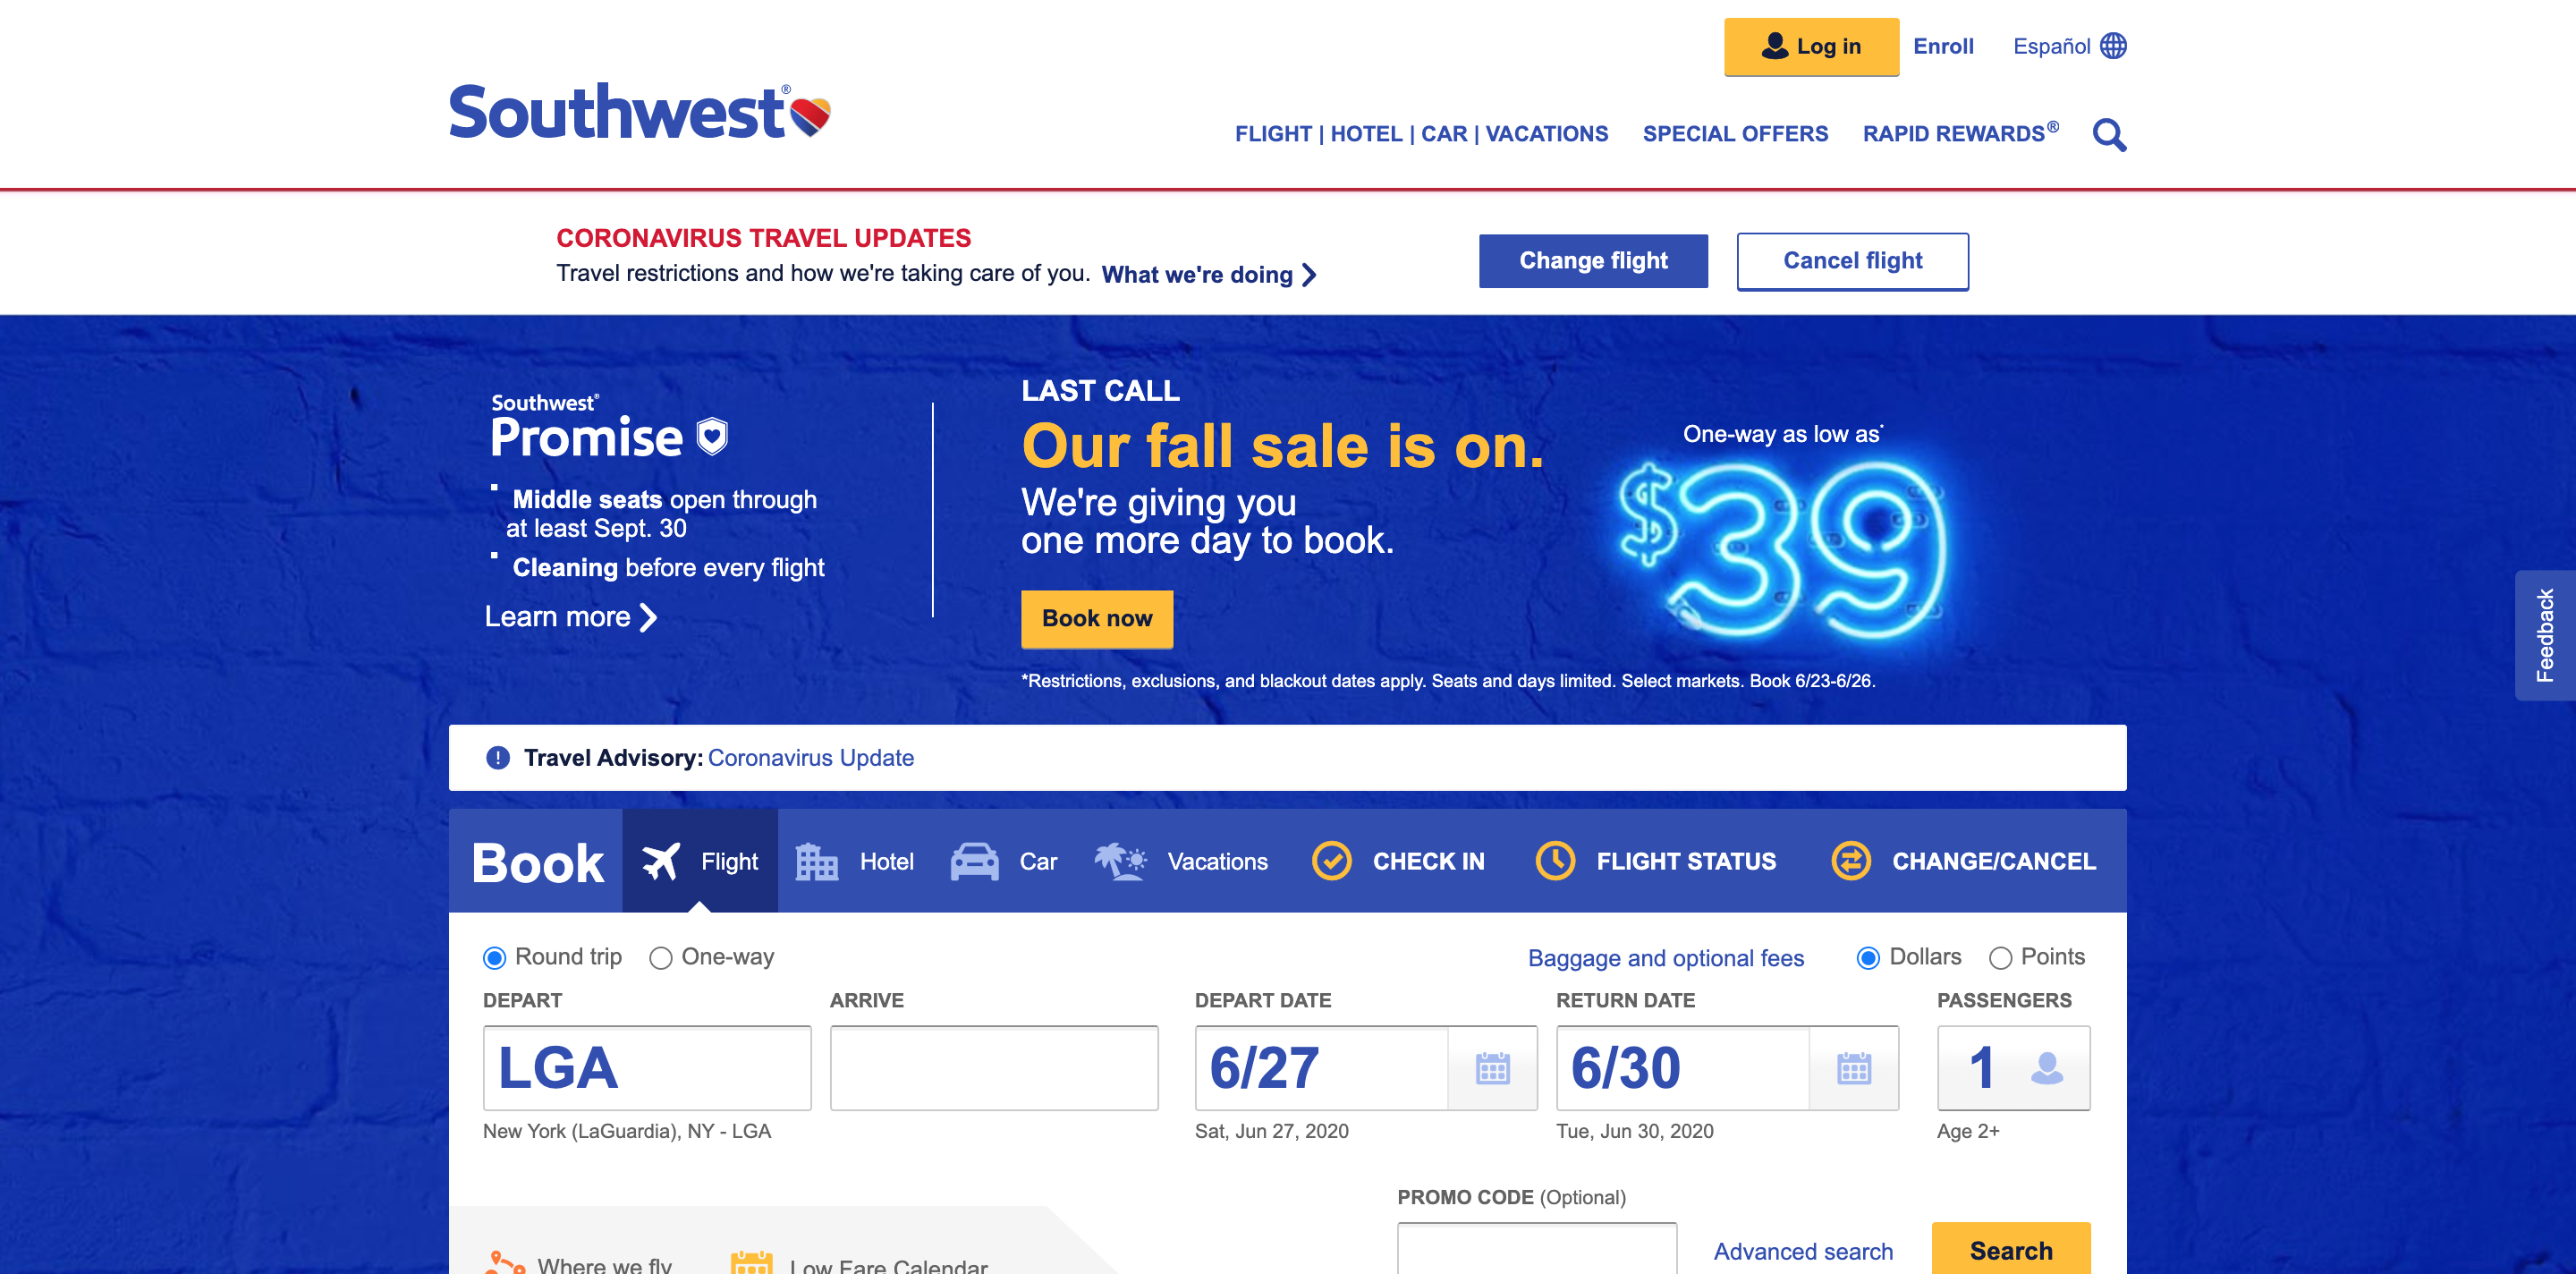 Log in
Enroll
Español
Southwest®
FLIGHT | HOTEL | CAR | VACATIONS
SPECIAL OFFERS
RAPID REWARDS®
CORONAVIRUS TRAVEL UPDATES
Travel restrictions and how we're taking care of you. What we're doing
Change flight
Cancel flight
Southwest®
Promise
Middle seats open through
at least Sept. 30
Cleaning before every flight
Learn more
LAST CALL
Our fall sale is on.
We're giving you
one more day to book.
Book now
One-way as low as*
$39
*Restrictions, exclusions, and blackout dates apply. Seats and days limited. Select markets. Book 6/23-6/26.
Feedback
Travel Advisory: Coronavirus Update
Book
Flight
Hotel
Car
Vacations
CHECK IN
FLIGHT STATUS
CHANGE/CANCEL
Round trip
One-way
Baggage and optional fees
Dollars
Points
DEPART
ARRIVE
DEPART DATE
RETURN DATE
PASSENGERS
LGA
6/27
6/30
1
New York (LaGuardia), NY - LGA
Sat, Jun 27, 2020
Tue, Jun 30, 2020
Age 2+
PROMO CODE (Optional)
Where we fly
Low Fare Calendar
Advanced search
Search